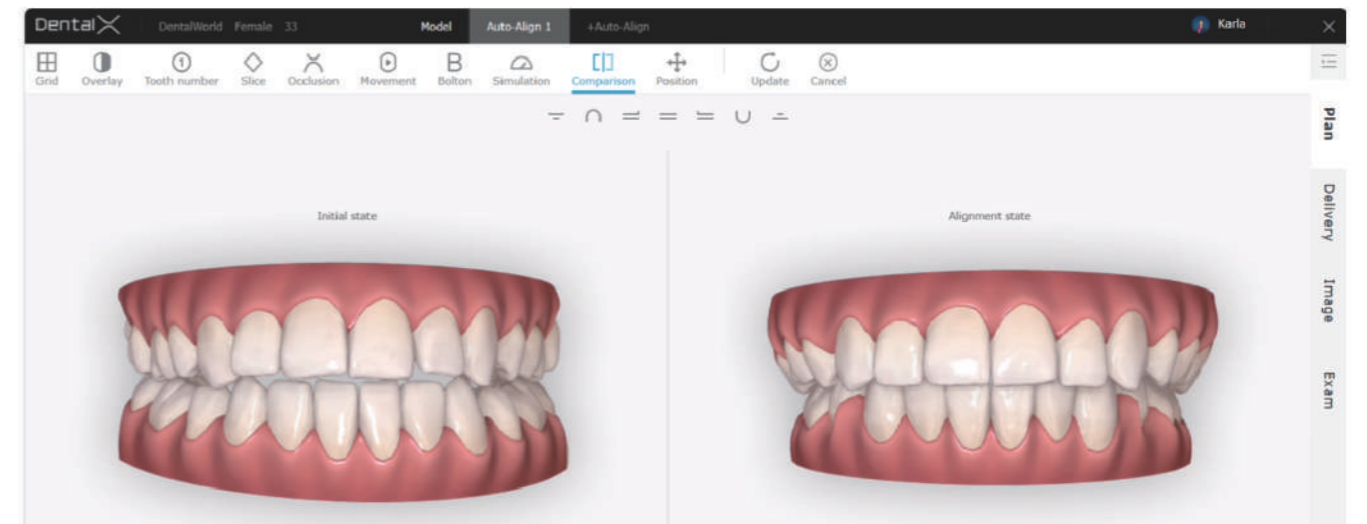 DentalX DentalWorld Female 33 Model Auto-Align 1 +Auto-Align Karla
Grid Overlay Tooth number Slice Occlusion Movement Bolton Simulation Comparison Position Update Cancel
Initial state Alignment state
Plan
Delivery
Image
Exam